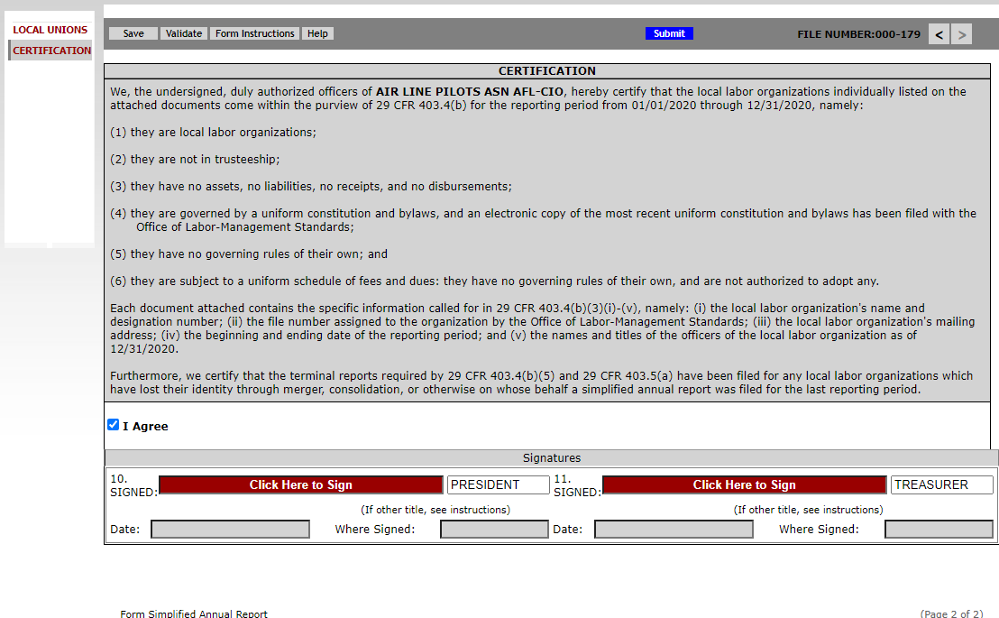 LOCAL UNIONS
CERTIFICATION
Save Validate Form Instructions Help Submit FILE NUMBER:000-179 < >
CERTIFICATION
We, the undersigned, duly authorized officers of AIR LINE PILOTS ASN AFL-CIO, hereby certify that the local labor organizations individually listed on the
attached documents come within the purview of 29 CFR 403.4(b) for the reporting period from 01/01/2020 through 12/31/2020, namely:
(1) they are local labor organizations;
(2) they are not in trusteeship;
(3) they have no assets, no liabilities, no receipts, and no disbursements;
(4) they are governed by a uniform constitution and bylaws, and an electronic copy of the most recent uniform constitution and bylaws has been filed with the
Office of Labor-Management Standards;
(5) they have no governing rules of their own; and
(6) they are subject to a uniform schedule of fees and dues: they have no governing rules of their own, and are not authorized to adopt any.
Each document attached contains the specific information called for in 29 CFR 403.4(b)(3)(i)-(v), namely: (i) the local labor organization's name and
designation number; (ii) the file number assigned to the organization by the Office of Labor-Management Standards; (iii) the local labor organization's mailing
address; (iv) the beginning and ending date of the reporting period; and (v) the names and titles of the officers of the local labor organization as of
12/31/2020.
Furthermore, we certify that the terminal reports required by 29 CFR 403.4(b)(5) and 29 CFR 403.5(a) have been filed for any local labor organizations which
have lost their identity through merger, consolidation, or otherwise on whose behalf a simplified annual report was filed for the last reporting period.
I Agree
Signatures
10. SIGNED: Click Here to Sign PRESIDENT 11. SIGNED: Click Here to Sign TREASURER
(If other title, see instructions) (If other title, see instructions)
Date: Where Signed: Date: Where Signed:
Form Simplified Annual Report (Page 2 of 2)